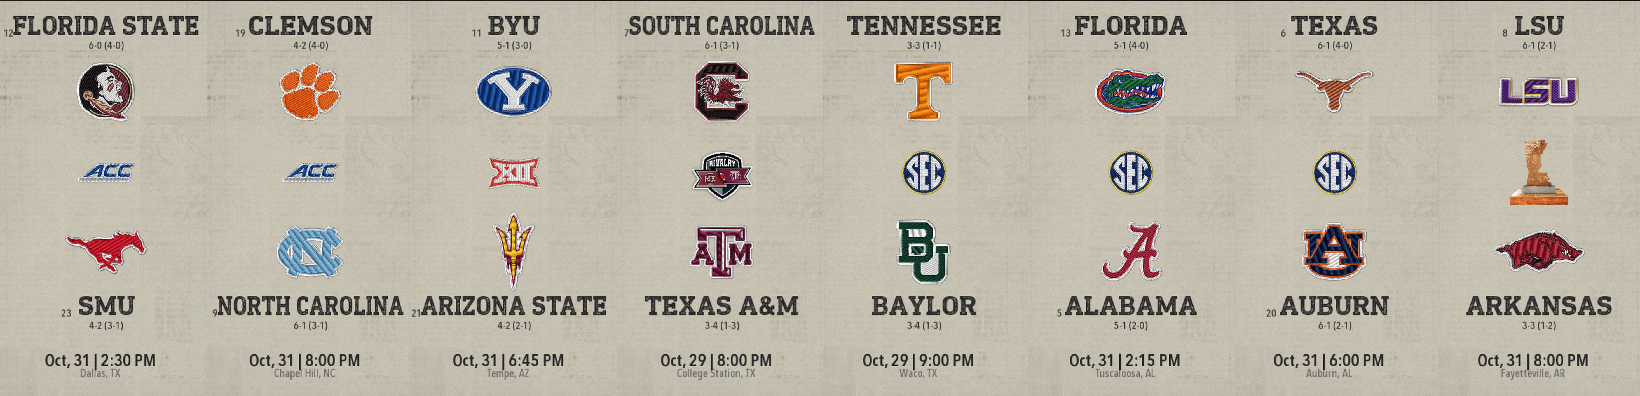 12 FLORIDA STATE
6-0 (4-0)
ACC
23 SMU
4-2 (3-1)
Oct, 31 | 2:30 PM
Dallas, TX
19 CLEMSON
4-2 (4-0)
ACC
NC
9 NORTH CAROLINA
6-1 (3-1)
Oct, 31 | 8:00 PM
Chapel Hill, NC
11 BYU
5-1 (3-0)
Y
XII
21 ARIZONA STATE
4-2 (2-1)
Oct, 31 | 6:45 PM
Tempe, AZ
7 SOUTH CAROLINA
6-1 (3-1)
C
RIVALRY
ATM
TEXAS A&M
3-4 (1-3)
Oct, 29 | 8:00 PM
College Station, TX
TENNESSEE
3-3 (1-1)
T
SEC
BU
BAYLOR
3-4 (1-3)
Oct, 29 | 9:00 PM
Waco, TX
13 FLORIDA
5-1 (4-0)
SEC
A
5 ALABAMA
5-1 (2-0)
Oct, 31 | 2:15 PM
Tuscaloosa, AL
6 TEXAS
6-1 (4-0)
SEC
AU
20 AUBURN
6-1 (2-1)
Oct, 31 | 6:00 PM
Auburn, AL
8 LSU
6-1 (2-1)
LSU
ARKANSAS
3-3 (1-2)
Oct, 31 | 8:00 PM
Fayetteville, AR